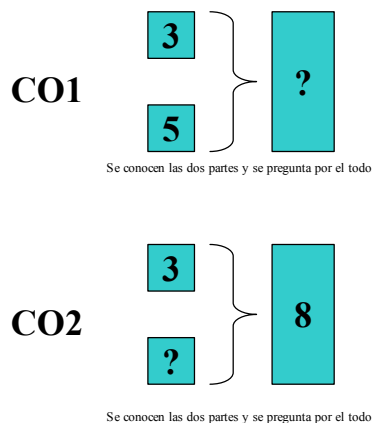 3
CO1
?
5
Se conocen las dos partes y se pregunta por el todo
3
CO2
8
?
Se conocen las dos partes y se pregunta por el todo